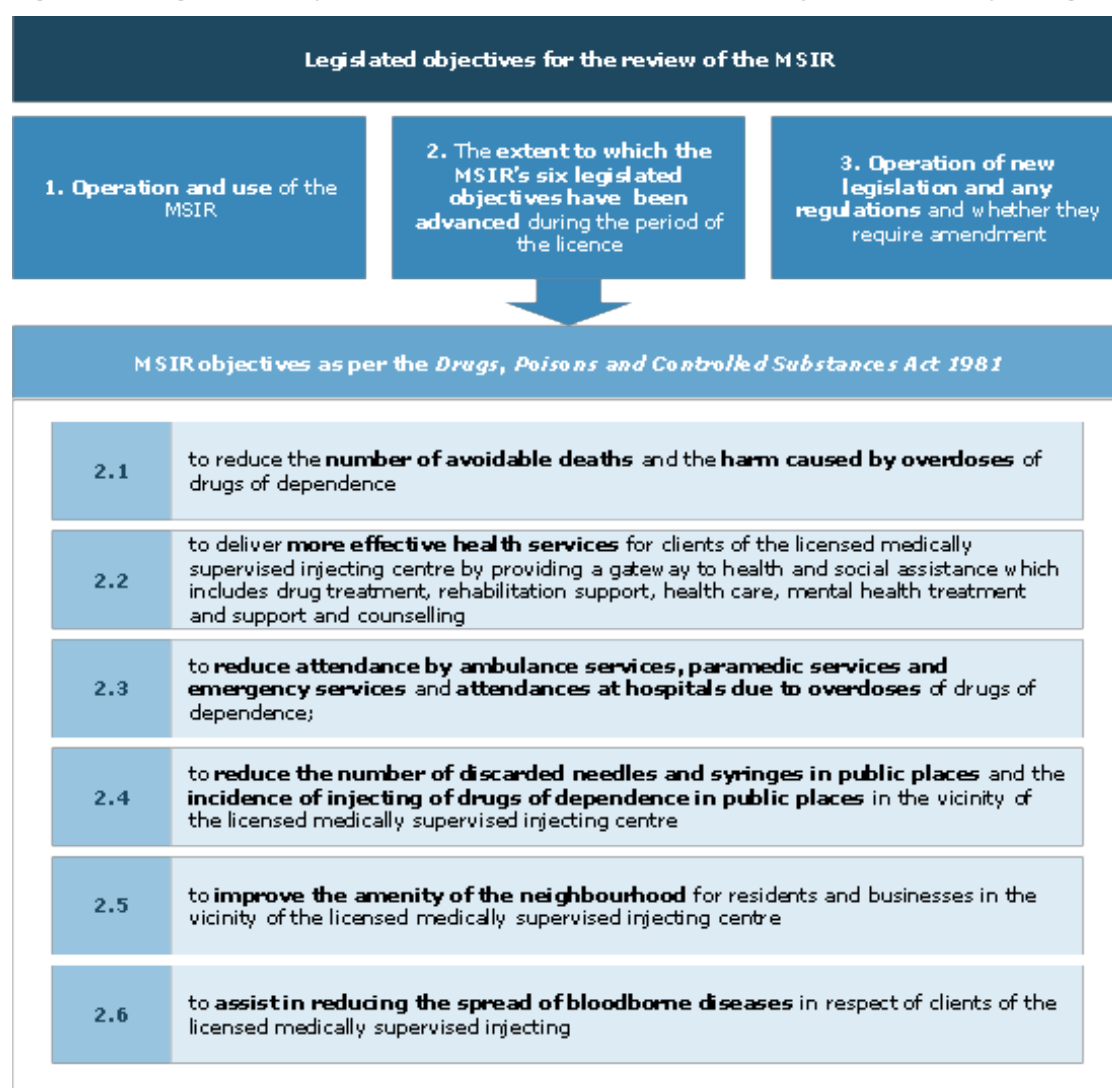 Legislated objectives for the review of the MSIR
1. Operation and use of the
MSIR
2. The extent to which the
MSIR's six legislated
objectives have been
advanced during the period of
the licence
3. Operation of new
legislation and any
regulations and whether they
require amendment
MSIR objectives as per the Drugs, Poisons and Controlled Substances Act 1981
2.1
to reduce the number of avoidable deaths and the harm caused by overdoses of
drugs of dependence
2.2
to deliver more effective health services for clients of the licensed medically
supervised injecting centre by providing a gateway to health and social assistance which
includes drug treatment, rehabilitation support, health care, mental health treatment
and support and counselling
2.3
to reduce attendance by ambulance services, paramedic services and
emergency services and attendances at hospitals due to overdoses of drugs of
dependence;
2.4
to reduce the number of discarded needles and syringes in public places and the
incidence of injecting of drugs of dependence in public places in the vicinity of
the licensed medically supervised injecting centre
2.5
to improve the amenity of the neighbourhood for residents and businesses in the
vicinity of the licensed medically supervised injecting centre
2.6
to assist in reducing the spread of bloodborne diseases in respect of clients of the
licensed medically supervised injecting